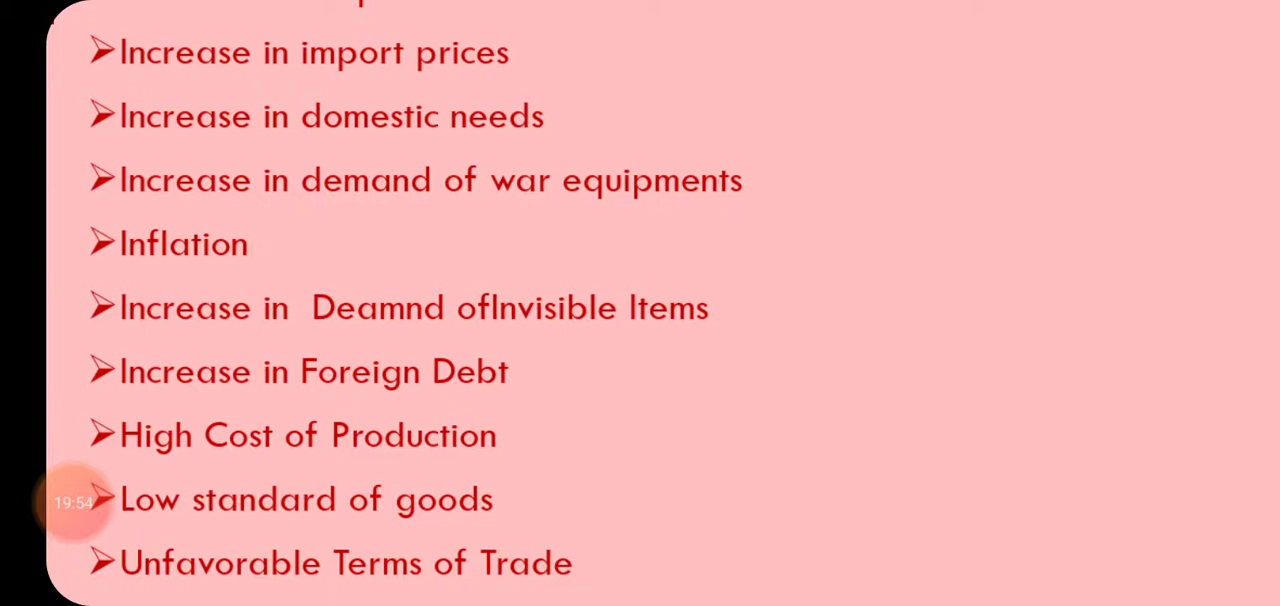 ➢Increase in import prices
➢Increase in domestic needs
➢Increase in demand of war equipments
➢Inflation
➢Increase in  Deamnd ofInvisible Items
➢Increase in Foreign Debt
➢High Cost of Production
19:54
➢Low standard of goods
➢Unfavorable Terms of Trade